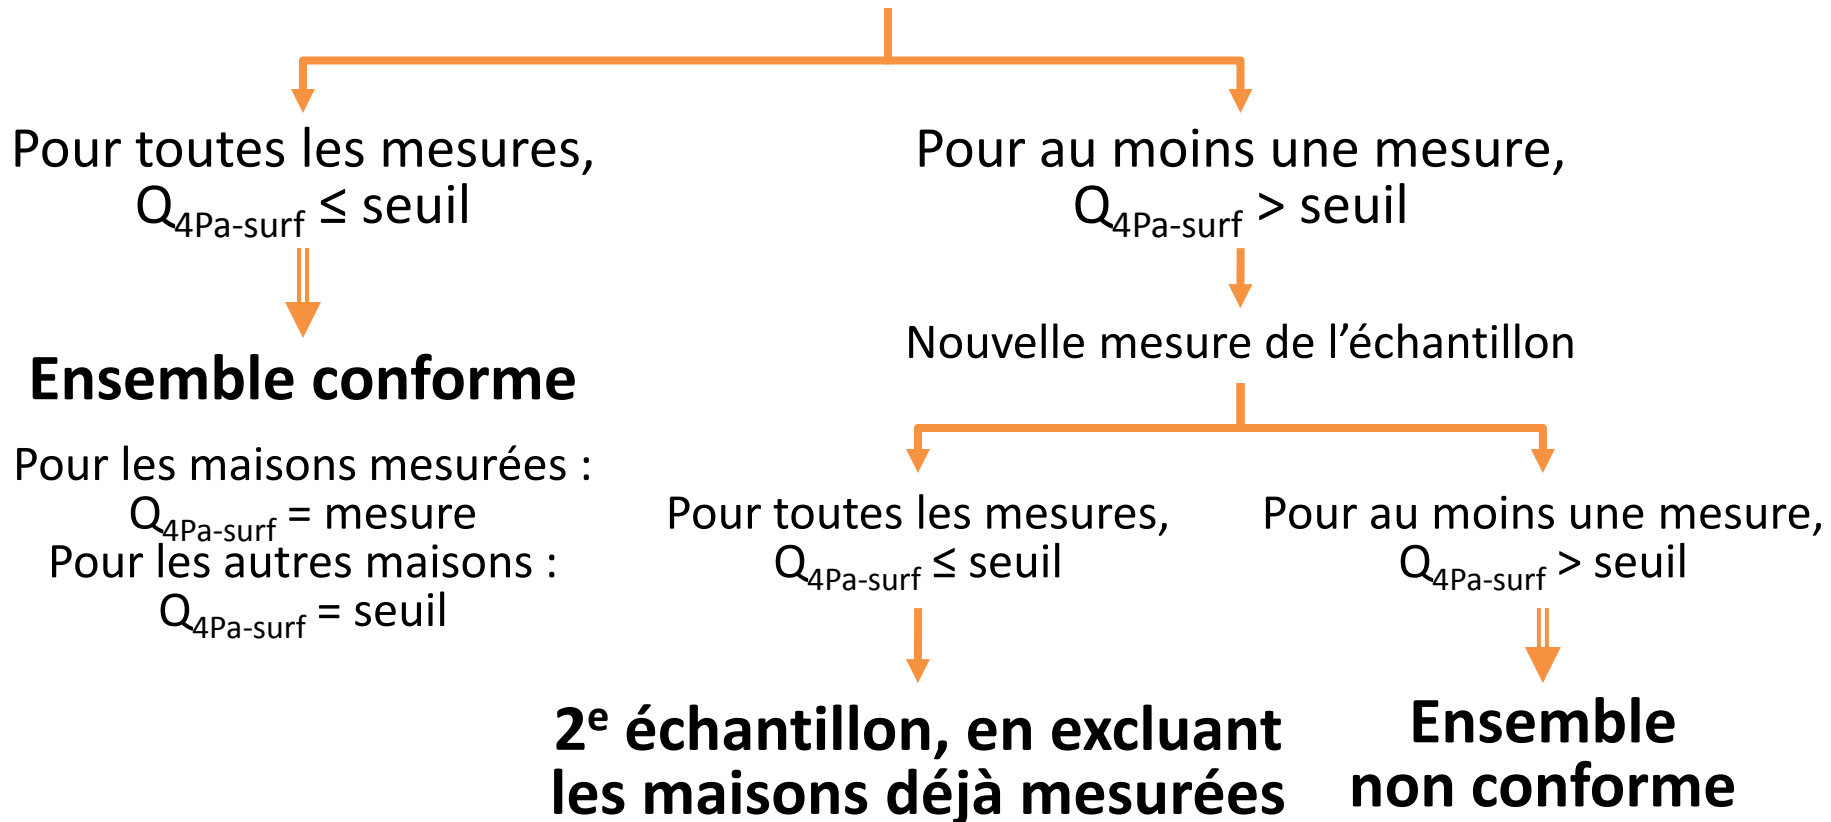 Pour toutes les mesures,
Q4Pa-surf ≤ seuil
Ensemble conforme
Pour les maisons mesurées :
Q4Pa-surf = mesure
Pour les autres maisons :
Q4Pa-surf = seuil
Pour au moins une mesure,
Q4Pa-surf > seuil
Nouvelle mesure de l’échantillon
Pour toutes les mesures,
Q4Pa-surf ≤ seuil
2e échantillon, en excluant
les maisons déjà mesurées
Pour au moins une mesure,
Q4Pa-surf > seuil
Ensemble
non conforme